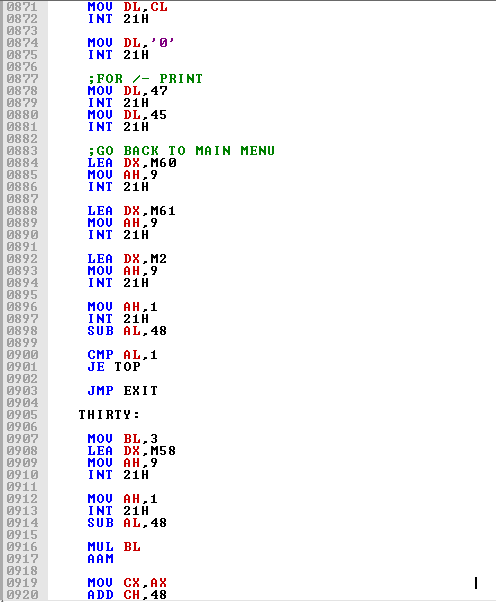 0871 MOV DL,CL
0872 INT 21H
0873
0874 MOV DL,'0'
0875 INT 21H
0876
0877 ;FOR /- PRINT
0878 MOV DL,47
0879 INT 21H
0880 MOV DL,45
0881 INT 21H
0882
0883 ;GO BACK TO MAIN MENU
0884 LEA DX,M60
0885 MOV AH,9
0886 INT 21H
0887
0888 LEA DX,M61
0889 MOV AH,9
0890 INT 21H
0891
0892 LEA DX,M2
0893 MOV AH,9
0894 INT 21H
0895
0896 MOV AH,1
0897 INT 21H
0898 SUB AL,48
0899
0900 CMP AL,1
0901 JE TOP
0902
0903 JMP EXIT
0904
0905 THIRTY:
0906
0907 MOV BL,3
0908 LEA DX,M58
0909 MOV AH,9
0910 INT 21H
0911
0912 MOV AH,1
0913 INT 21H
0914 SUB AL,48
0915
0916 MUL BL
0917 AAM
0918
0919 MOV CX,AX
0920 ADD CH,48